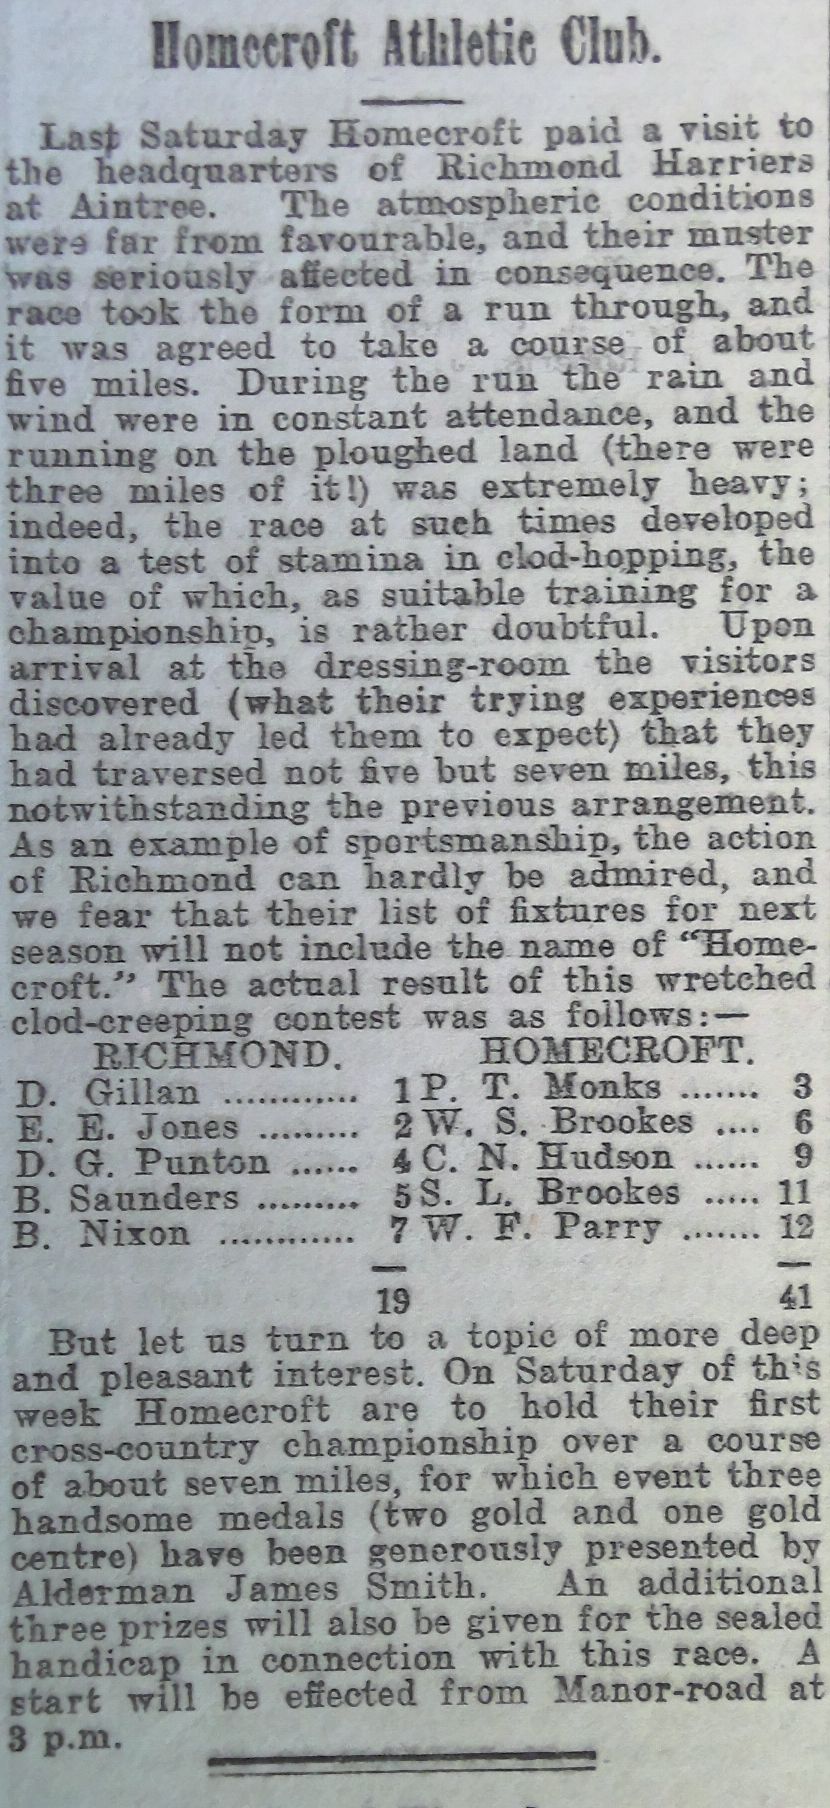 Homecroft Athletic Club.
Last Saturday Homecroft paid a visit to
the headquarters of Richmond Harriers
at Aintree. The atmospheric conditions
were far from favourable, and their muster
was seriously affected in consequence. The
race took the form of a run through, and
it was agreed to take a course of about
five miles. During the run the rain and
wind were in constant attendance, and the
running on the ploughed land (there were
three miles of it!) was extremely heavy;
indeed, the race at such times developed
into a test of stamina in clod-hopping, the
value of which, as suitable training for a
championship, is rather doubtful. Upon
arrival at the dressing-room the visitors
discovered (what their trying experiences
had already led them to expect) that they
had traversed not five but seven miles, this
notwithstanding the previous arrangement.
As an example of sportsmanship, the action
of Richmond can hardly be admired, and
we fear that their list of fixtures for next
season will not include the name of “Home-
croft.” The actual result of this wretched
clod-creeping contest was as follows:—
RICHMOND. HOMECROFT.
D. Gillan ............ 1 P. T. Monks ....... 3
E. E. Jones ......... 2 W. S. Brookes .... 6
D. G. Punton ...... 4 C. N. Hudson ...... 9
B. Saunders ......... 5 S. L. Brookes ..... 11
B. Nixon ............ 7 W. F. Parry ....... 12
19 41
But let us turn to a topic of more deep
and pleasant interest. On Saturday of this
week Homecroft are to hold their first
cross-country championship over a course
of about seven miles, for which event three
handsome medals (two gold and one gold
centre) have been generously presented by
Alderman James Smith. An additional
three prizes will also be given for the sealed
handicap in connection with this race. A
start will be effected from Manor-road at
3 p.m.